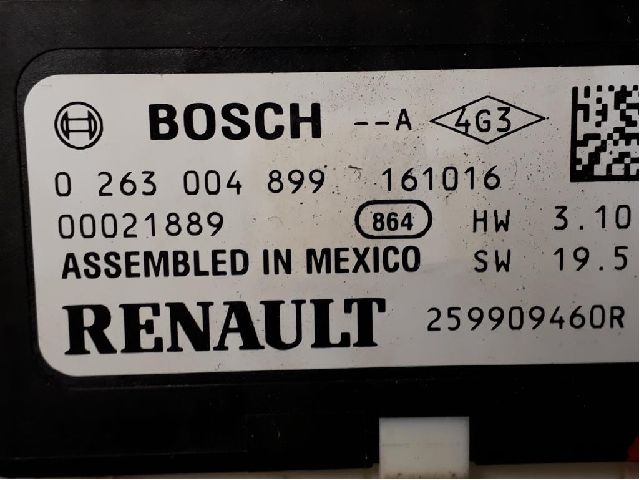 BOSCH --A 4G3
0 263 004 899 161016
00021889 864 HW 3.10
ASSEMBLED IN MEXICO SW 19.5
RENAULT 259909460R